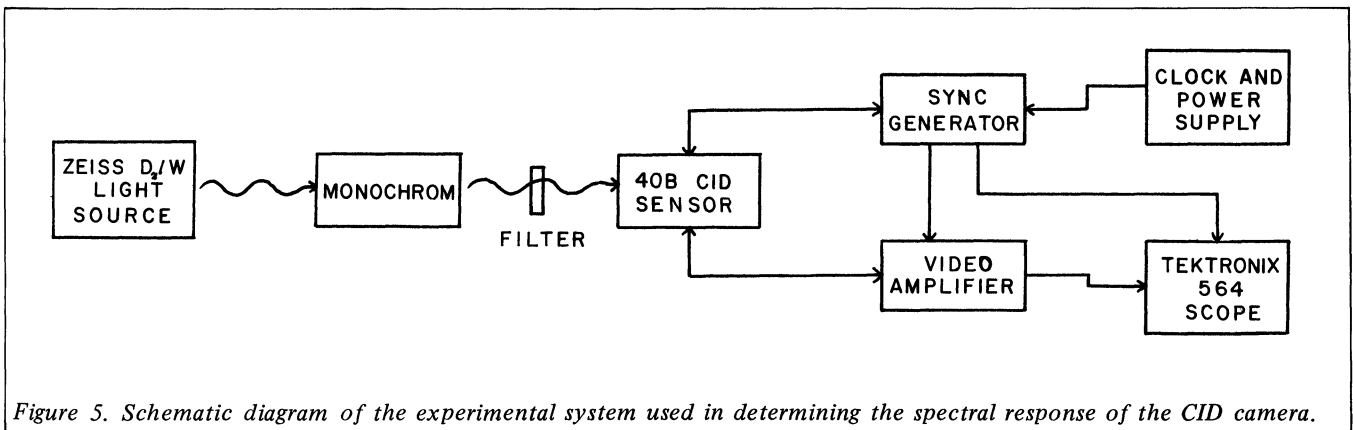 ZEISS D₂/W
LIGHT
SOURCE
MONOCHROM
FILTER
40B CID
SENSOR
SYNC
GENERATOR
CLOCK AND
POWER
SUPPLY
VIDEO
AMPLIFIER
TEKTRONIX
564
SCOPE
Figure 5. Schematic diagram of the experimental system used in determining the spectral response of the CID camera.